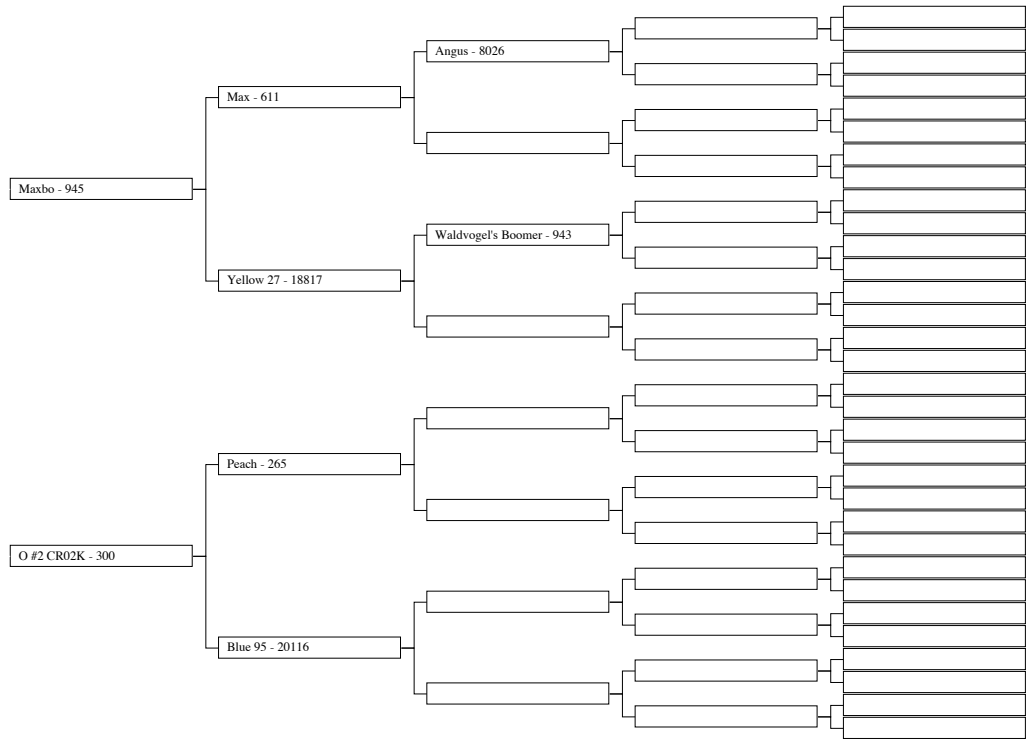 Angus - 8026
Max - 611
Maxbo - 945
Waldvogel's Boomer - 943
Yellow 27 - 18817
Peach - 265
O #2 CR02K - 300
Blue 95 - 20116